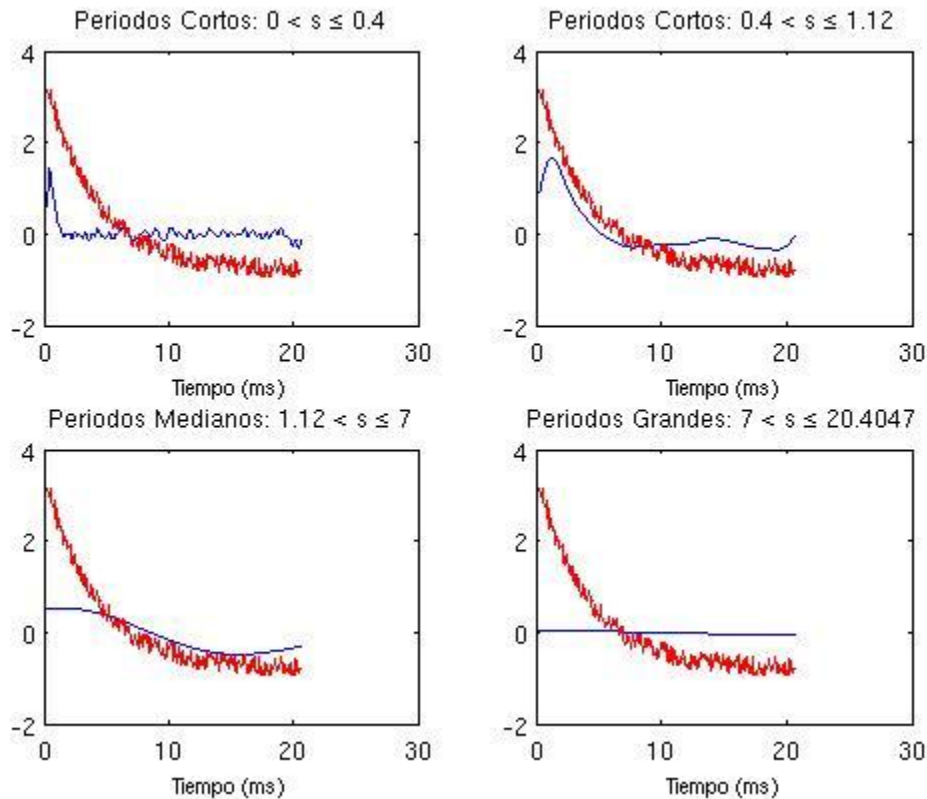 Periodos Cortos: 0 < s ≤ 0.4
4
2
0
-2
0 10 20 30
Tiempo (ms)
Periodos Cortos: 0.4 < s ≤ 1.12
4
2
0
-2
0 10 20 30
Tiempo (ms)
Periodos Medianos: 1.12 < s ≤ 7
4
2
0
-2
0 10 20 30
Tiempo (ms)
Periodos Grandes: 7 < s ≤ 20.4047
4
2
0
-2
0 10 20 30
Tiempo (ms)